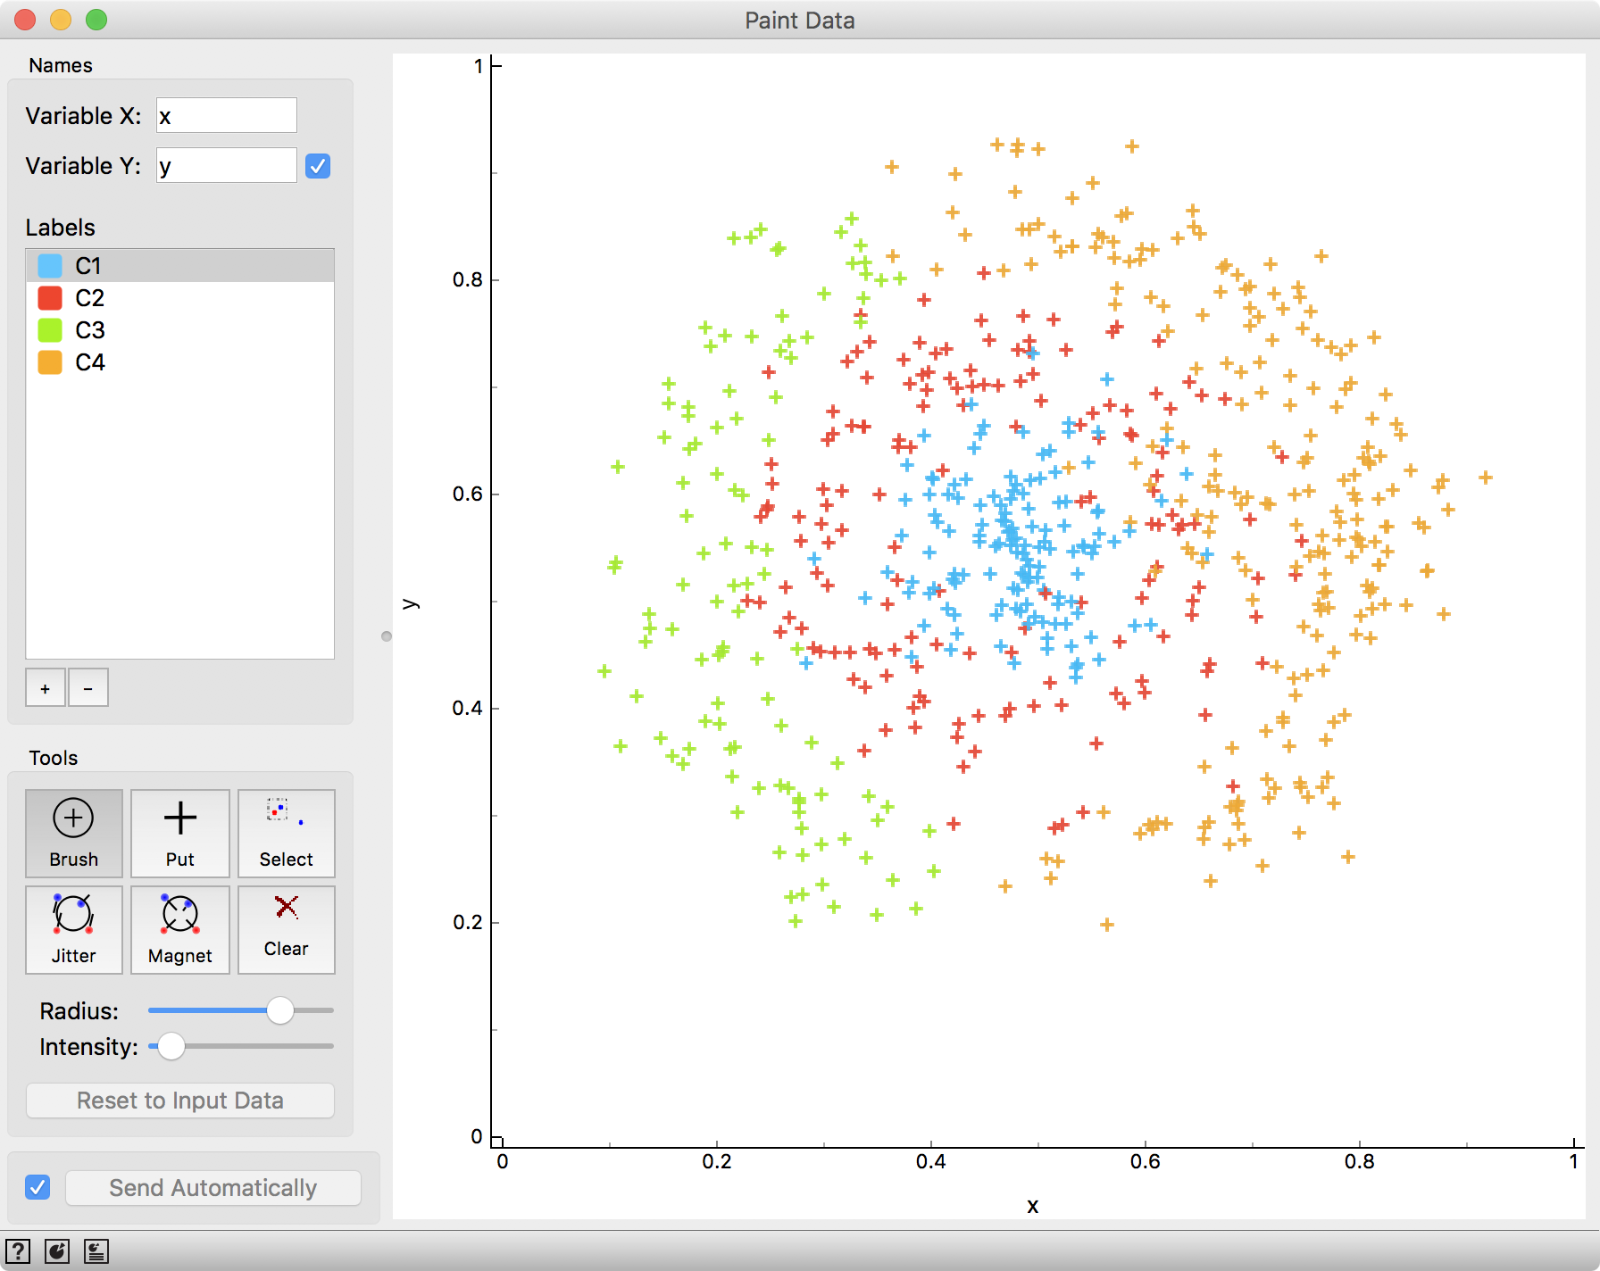 Paint Data
Names
Variable X: x
Variable Y: y
Labels
C1
C2
C3
C4
+ −
Tools
Brush Put Select
Jitter Magnet Clear
Radius:
Intensity:
Reset to Input Data
Send Automatically
?
1
0.8
0.6
0.4
0.2
0
y
0 0.2 0.4 0.6 0.8 1
x